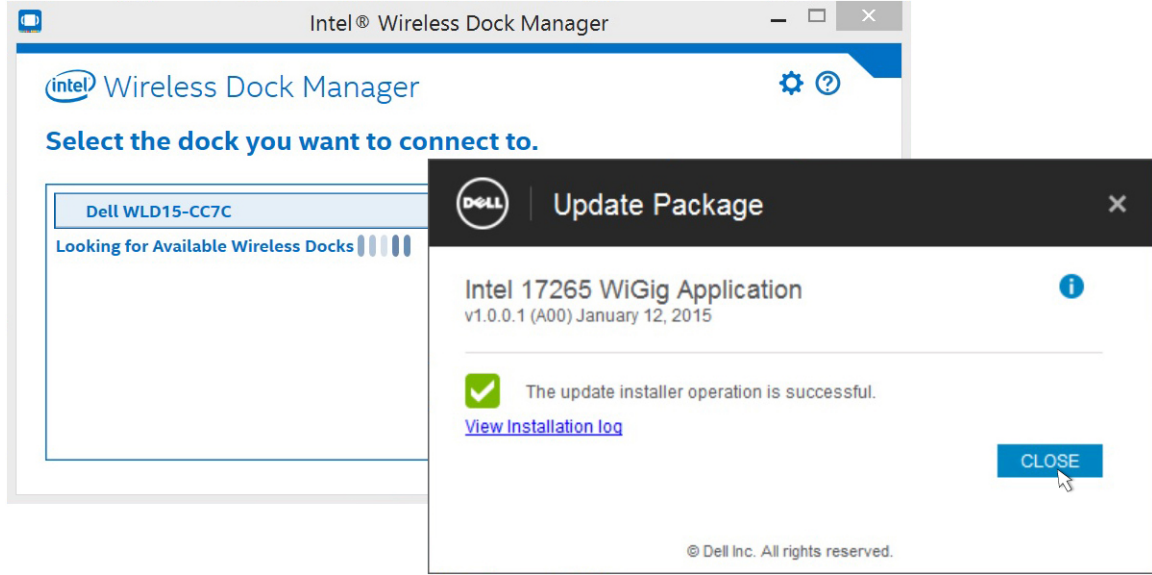 Intel® Wireless Dock Manager
intel Wireless Dock Manager
Select the dock you want to connect to.
Dell WLD15-CC7C
Looking for Available Wireless Docks
DELL Update Package
Intel 17265 WiGig Application
v1.0.0.1 (A00) January 12, 2015
The update installer operation is successful.
View Installation log
CLOSE
© Dell Inc. All rights reserved.